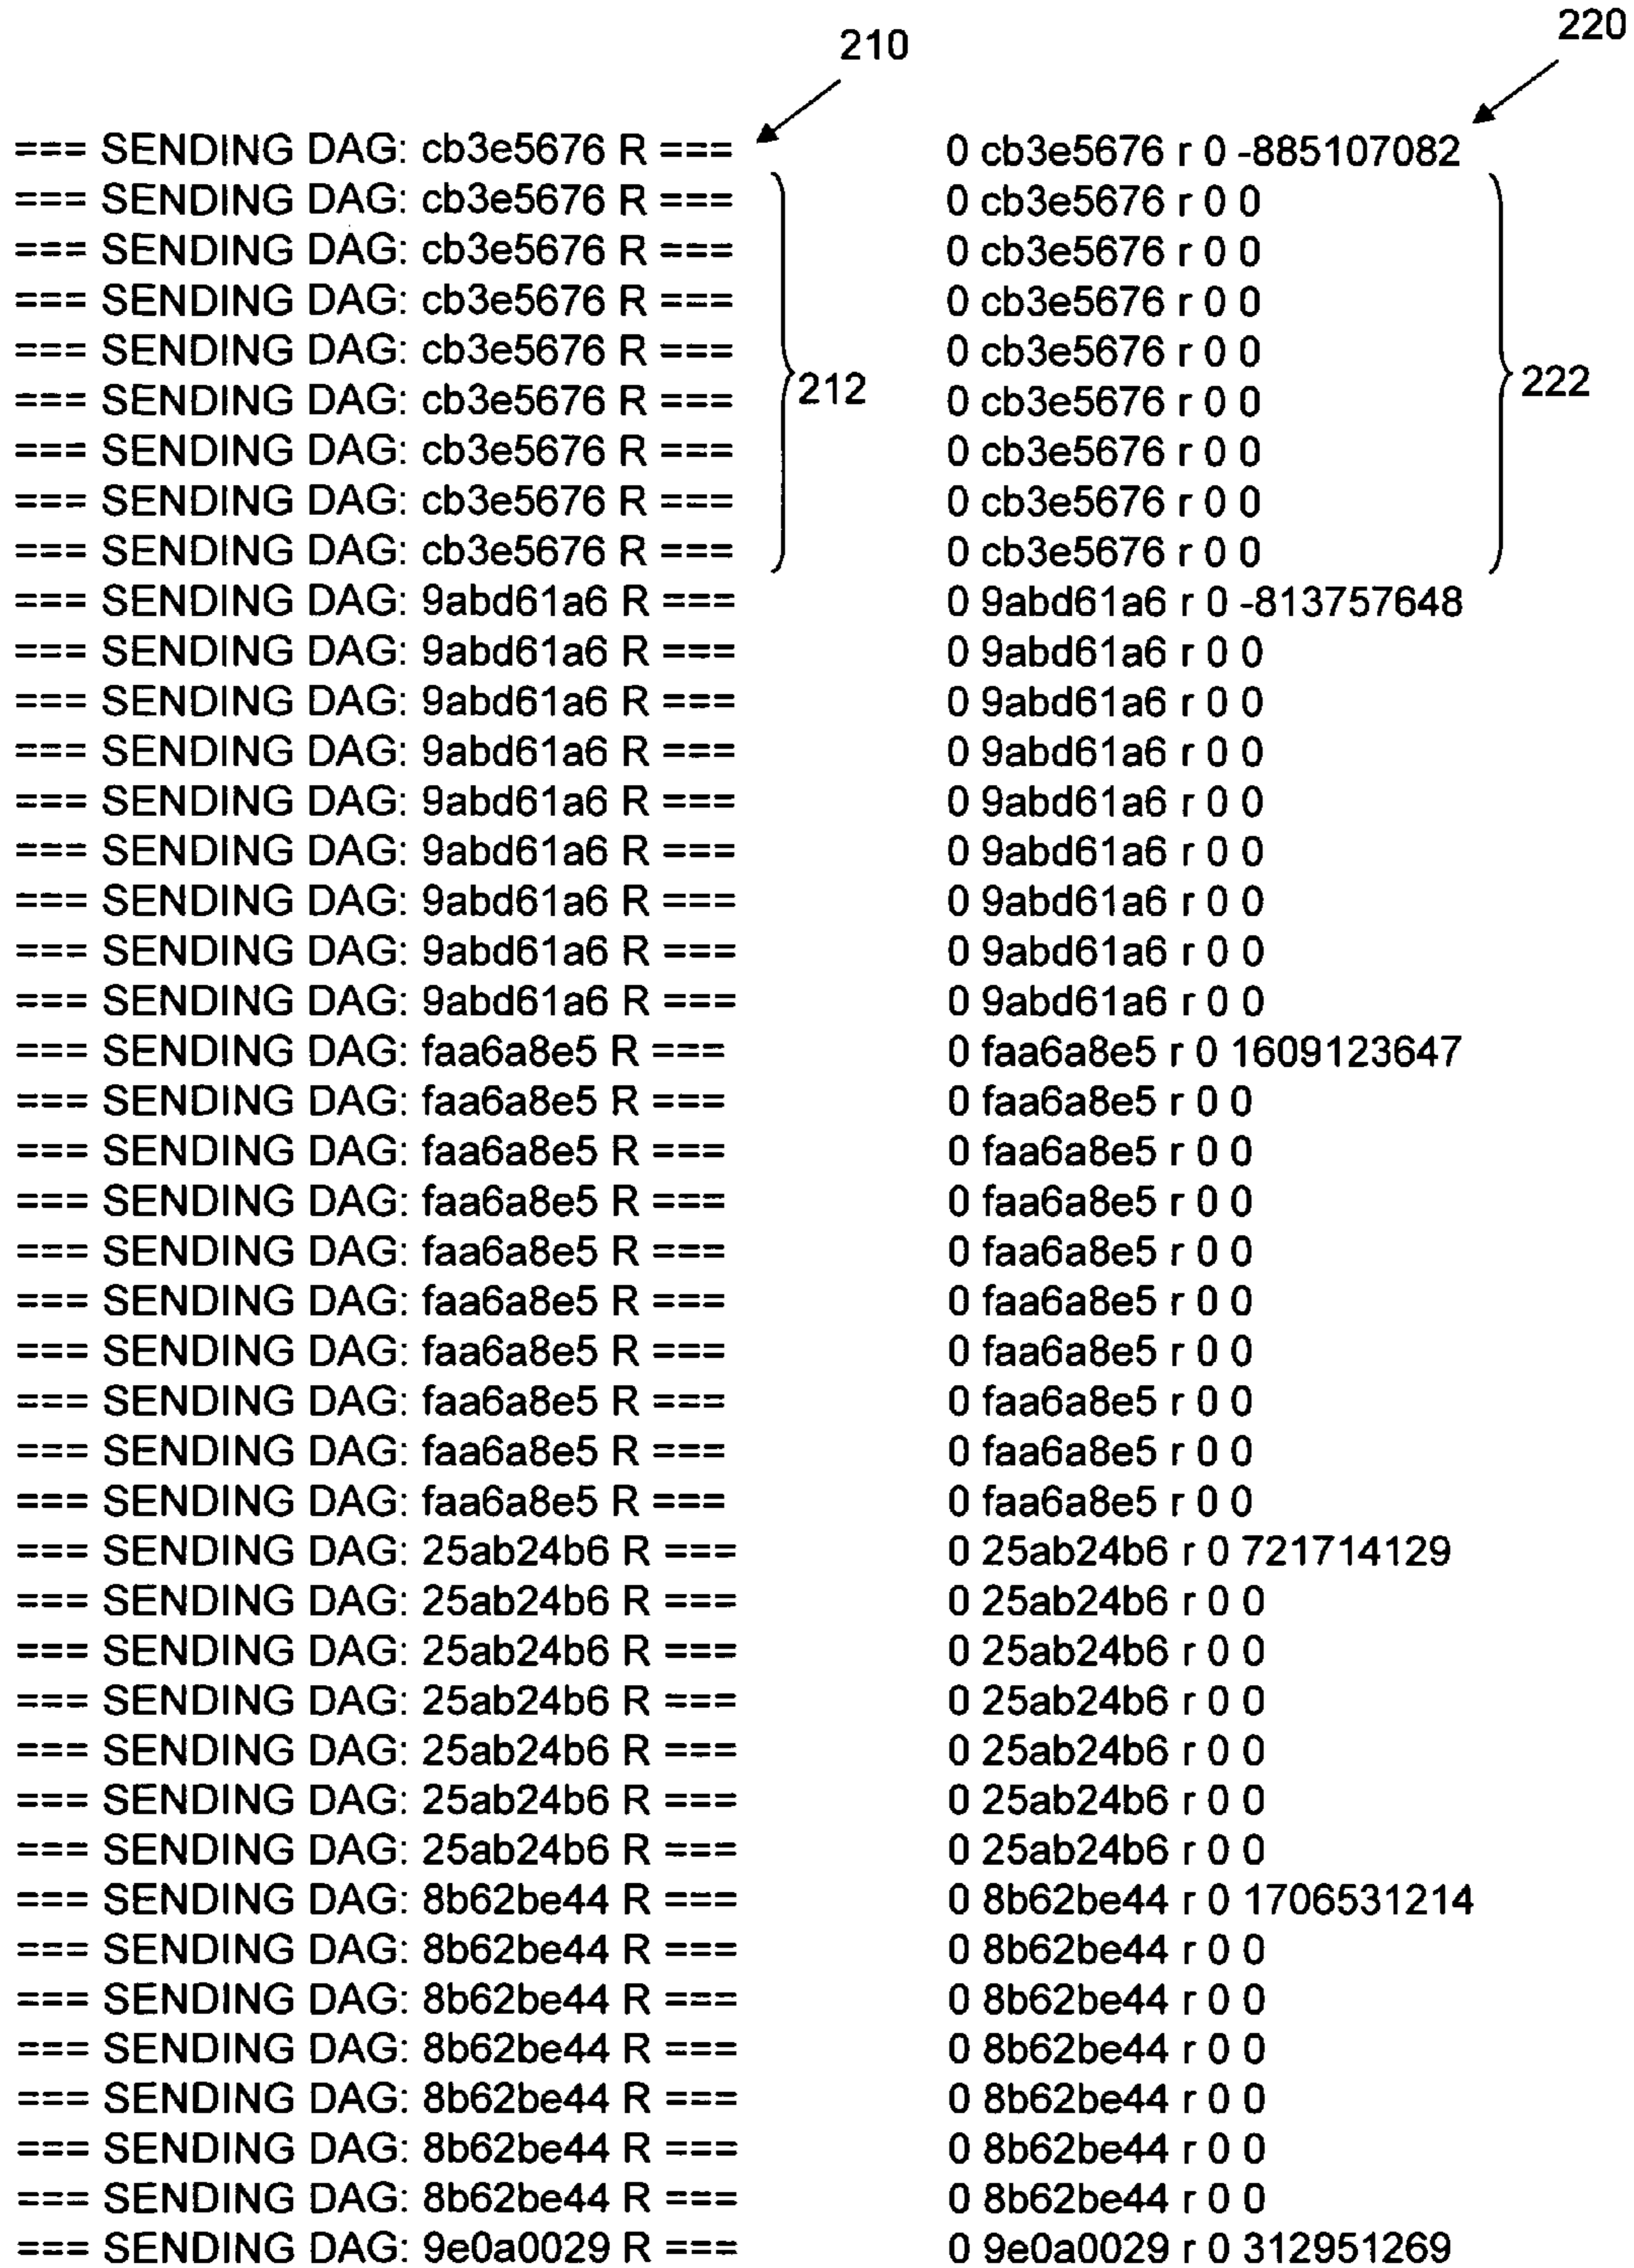 210
220
=== SENDING DAG: cb3e5676 R === 0 cb3e5676 r 0 -885107082
=== SENDING DAG: cb3e5676 R === 0 cb3e5676 r 0 0
=== SENDING DAG: cb3e5676 R === 0 cb3e5676 r 0 0
=== SENDING DAG: cb3e5676 R === 0 cb3e5676 r 0 0
=== SENDING DAG: cb3e5676 R === 0 cb3e5676 r 0 0
=== SENDING DAG: cb3e5676 R === 212 0 cb3e5676 r 0 0 222
=== SENDING DAG: cb3e5676 R === 0 cb3e5676 r 0 0
=== SENDING DAG: cb3e5676 R === 0 cb3e5676 r 0 0
=== SENDING DAG: cb3e5676 R === 0 cb3e5676 r 0 0
=== SENDING DAG: 9abd61a6 R === 0 9abd61a6 r 0 -813757648
=== SENDING DAG: 9abd61a6 R === 0 9abd61a6 r 0 0
=== SENDING DAG: 9abd61a6 R === 0 9abd61a6 r 0 0
=== SENDING DAG: 9abd61a6 R === 0 9abd61a6 r 0 0
=== SENDING DAG: 9abd61a6 R === 0 9abd61a6 r 0 0
=== SENDING DAG: 9abd61a6 R === 0 9abd61a6 r 0 0
=== SENDING DAG: 9abd61a6 R === 0 9abd61a6 r 0 0
=== SENDING DAG: 9abd61a6 R === 0 9abd61a6 r 0 0
=== SENDING DAG: 9abd61a6 R === 0 9abd61a6 r 0 0
=== SENDING DAG: faa6a8e5 R === 0 faa6a8e5 r 0 1609123647
=== SENDING DAG: faa6a8e5 R === 0 faa6a8e5 r 0 0
=== SENDING DAG: faa6a8e5 R === 0 faa6a8e5 r 0 0
=== SENDING DAG: faa6a8e5 R === 0 faa6a8e5 r 0 0
=== SENDING DAG: faa6a8e5 R === 0 faa6a8e5 r 0 0
=== SENDING DAG: faa6a8e5 R === 0 faa6a8e5 r 0 0
=== SENDING DAG: faa6a8e5 R === 0 faa6a8e5 r 0 0
=== SENDING DAG: faa6a8e5 R === 0 faa6a8e5 r 0 0
=== SENDING DAG: faa6a8e5 R === 0 faa6a8e5 r 0 0
=== SENDING DAG: faa6a8e5 R === 0 faa6a8e5 r 0 0
=== SENDING DAG: 25ab24b6 R === 0 25ab24b6 r 0 721714129
=== SENDING DAG: 25ab24b6 R === 0 25ab24b6 r 0 0
=== SENDING DAG: 25ab24b6 R === 0 25ab24b6 r 0 0
=== SENDING DAG: 25ab24b6 R === 0 25ab24b6 r 0 0
=== SENDING DAG: 25ab24b6 R === 0 25ab24b6 r 0 0
=== SENDING DAG: 25ab24b6 R === 0 25ab24b6 r 0 0
=== SENDING DAG: 25ab24b6 R === 0 25ab24b6 r 0 0
=== SENDING DAG: 8b62be44 R === 0 8b62be44 r 0 1706531214
=== SENDING DAG: 8b62be44 R === 0 8b62be44 r 0 0
=== SENDING DAG: 8b62be44 R === 0 8b62be44 r 0 0
=== SENDING DAG: 8b62be44 R === 0 8b62be44 r 0 0
=== SENDING DAG: 8b62be44 R === 0 8b62be44 r 0 0
=== SENDING DAG: 8b62be44 R === 0 8b62be44 r 0 0
=== SENDING DAG: 8b62be44 R === 0 8b62be44 r 0 0
=== SENDING DAG: 9e0a0029 R === 0 9e0a0029 r 0 312951269